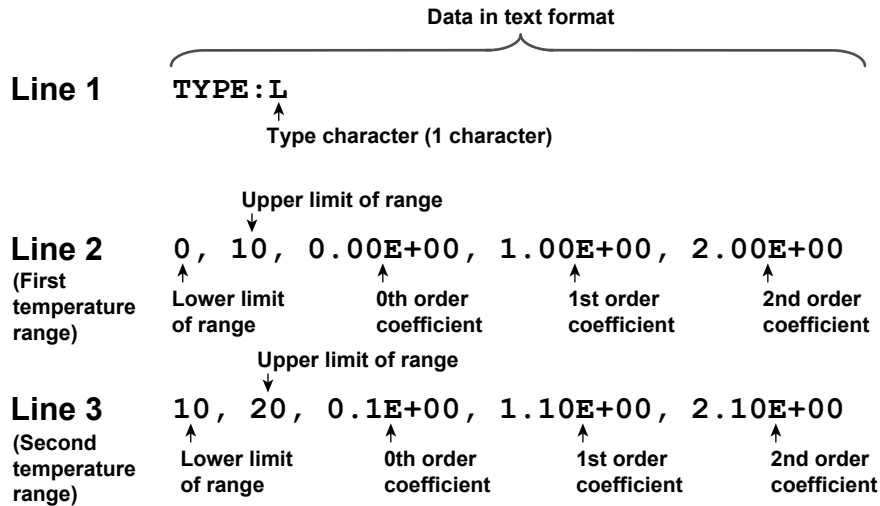 Data in text format
Line 1 TYPE:L
Type character (1 character)
Upper limit of range
Line 2 0, 10, 0.00E+00, 1.00E+00, 2.00E+00
(First temperature range)
Lower limit of range
0th order coefficient
1st order coefficient
2nd order coefficient
Upper limit of range
Line 3 10, 20, 0.1E+00, 1.10E+00, 2.10E+00
(Second temperature range)
Lower limit of range
0th order coefficient
1st order coefficient
2nd order coefficient